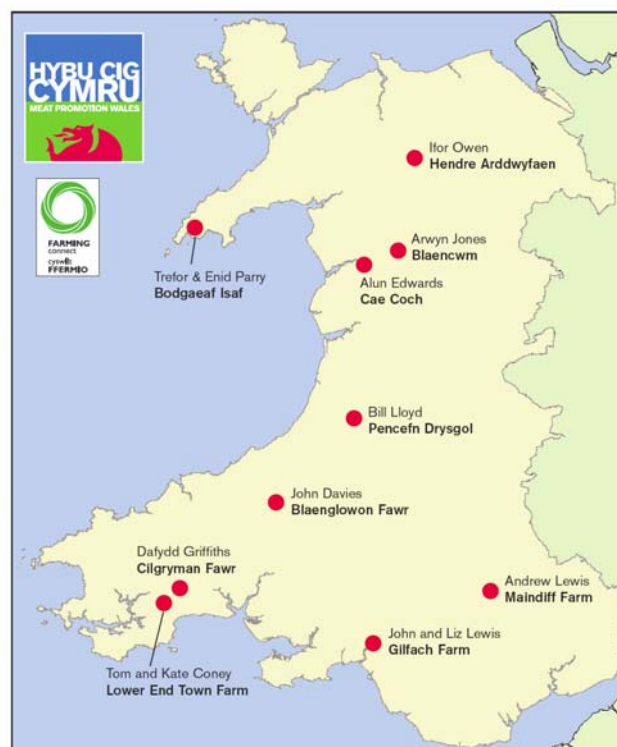 HYBU CIG
CYMRU
MEAT PROMOTION WALES
FARMING
connect
cyswllt
FFERMIO
Ifor Owen
Hendre Arddwyfaen
Arwyn Jones
Blaencwm
Trefor & Enid Parry
Bodgaeaf Isaf
Alun Edwards
Cae Coch
Bill Lloyd
Pencefn Drysgol
John Davies
Blaenglowon Fawr
Dafydd Griffiths
Cilgryman Fawr
Andrew Lewis
Maindiff Farm
John and Liz Lewis
Gilfach Farm
Tom and Kate Coney
Lower End Town Farm